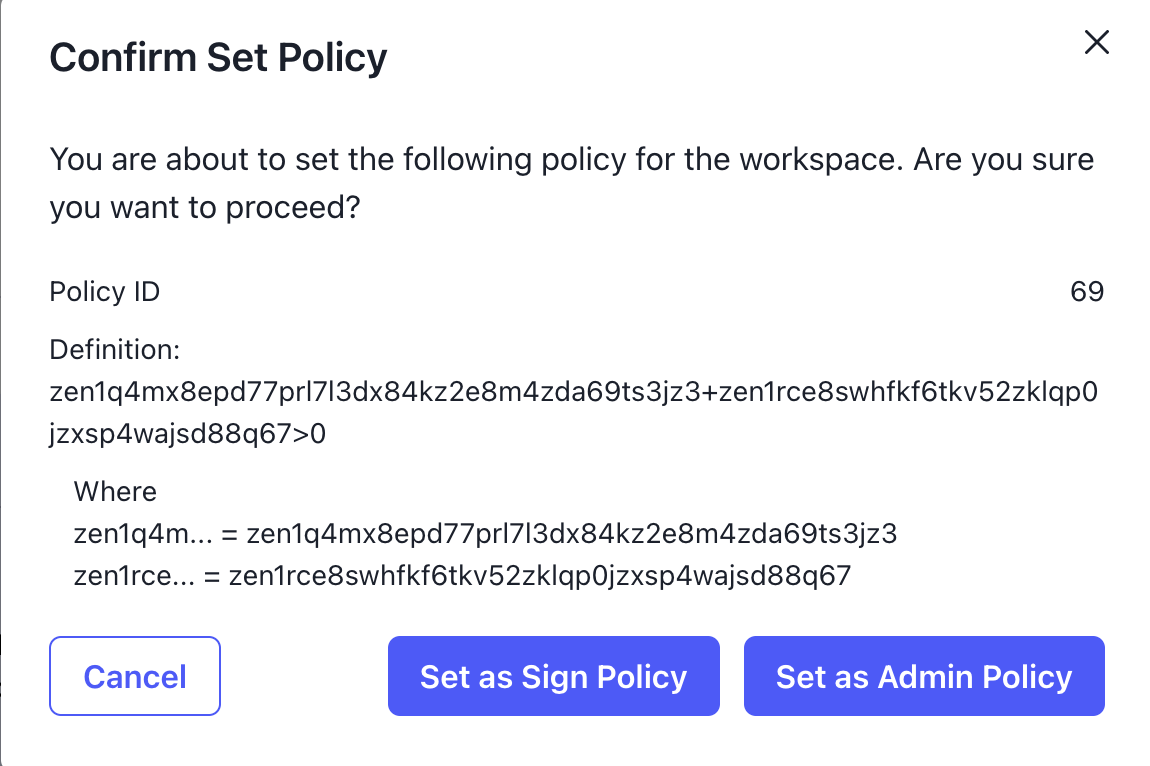 Confirm Set Policy
You are about to set the following policy for the workspace. Are you sure
you want to proceed?
Policy ID 69
Definition:
zen1q4mx8epd77prl7l3dx84kz2e8m4zda69ts3jz3+zen1rce8swhfkf6tkv52zklqp0
jzxsp4wajsd88q67>0
Where
zen1q4m... = zen1q4mx8epd77prl7l3dx84kz2e8m4zda69ts3jz3
zen1rce... = zen1rce8swhfkf6tkv52zklqp0jzxsp4wajsd88q67
Cancel Set as Sign Policy Set as Admin Policy